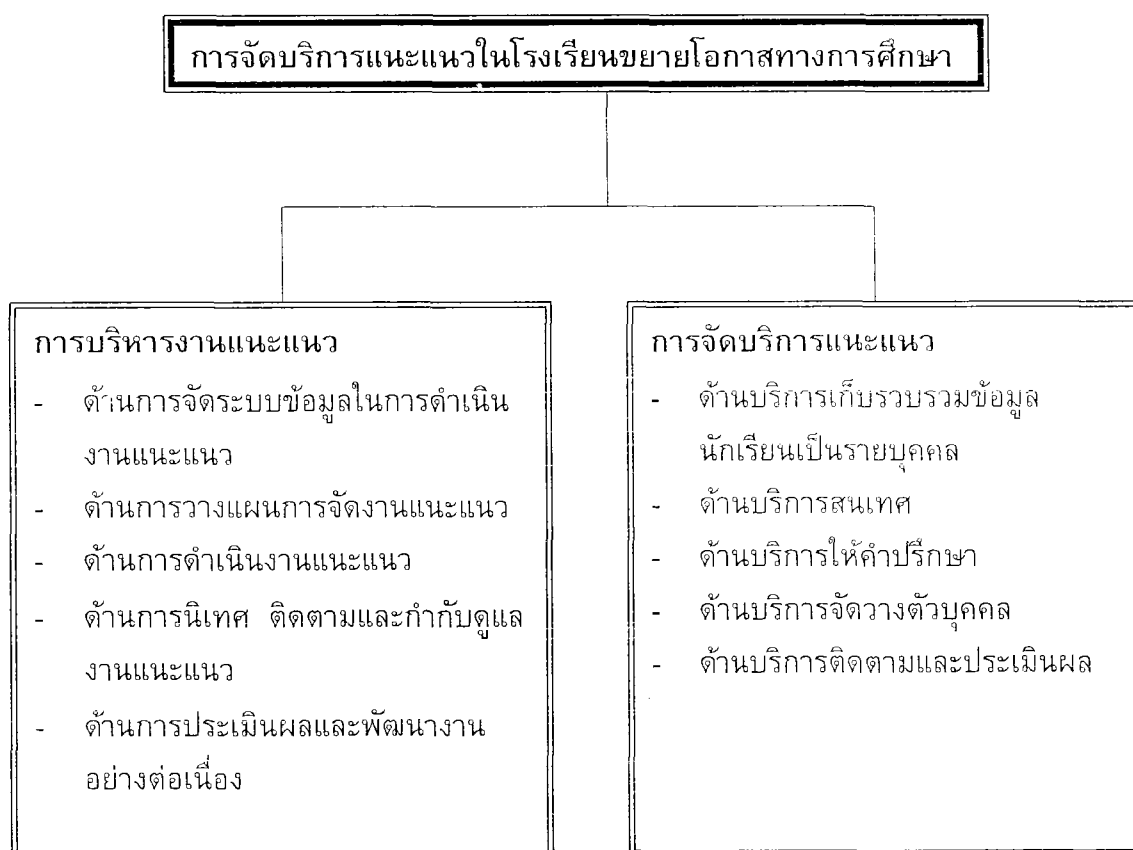 การจัดบริการแนะแนวในโรงเรียนขยายโอกาสทางการศึกษา
การบริหารงานแนะแนว
- ด้านการจัดระบบข้อมูลในการดำเนิน
งานแนะแนว
- ด้านการวางแผนการจัดงานแนะแนว
- ด้านการดำเนินงานแนะแนว
- ด้านการนิเทศ ติดตามและกำกับดูแล
งานแนะแนว
- ด้านการประเมินผลและพัฒนางาน
อย่างต่อเนื่อง
การจัดบริการแนะแนว
- ด้านบริการเก็บรวบรวมข้อมูล
นักเรียนเป็นรายบุคคล
- ด้านบริการสนเทศ
- ด้านบริการให้คำปรึกษา
- ด้านบริการจัดวางตัวบุคคล
- ด้านบริการติดตามและประเมินผล